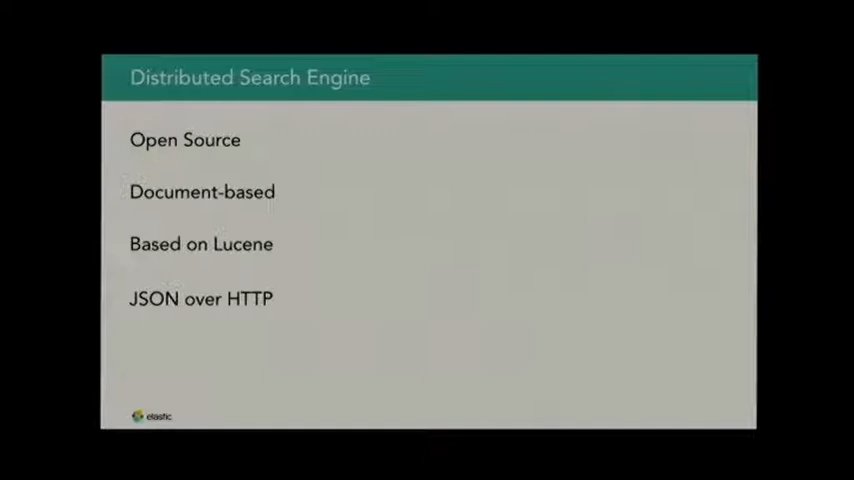 Distributed Search Engine
Open Source
Document-based
Based on Lucene
JSON over HTTP
elastic